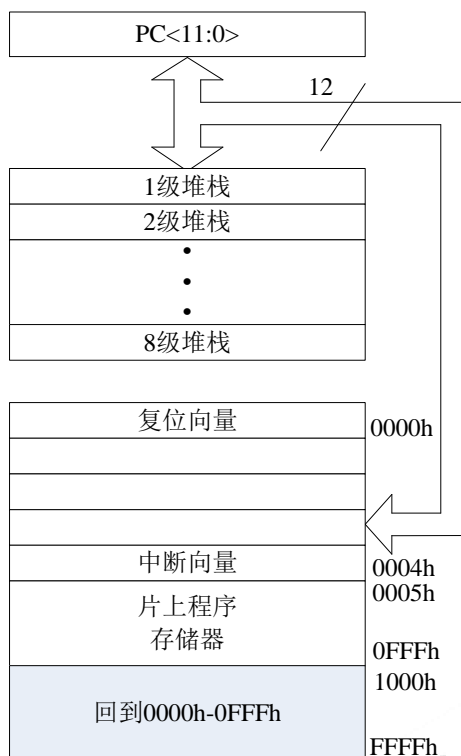 PC<11:0>
12
1级堆栈
2级堆栈
8级堆栈
复位向量
0000h
中断向量
0004h
0005h
片上程序
存储器
0FFFh
1000h
回到0000h-0FFFh
FFFFh